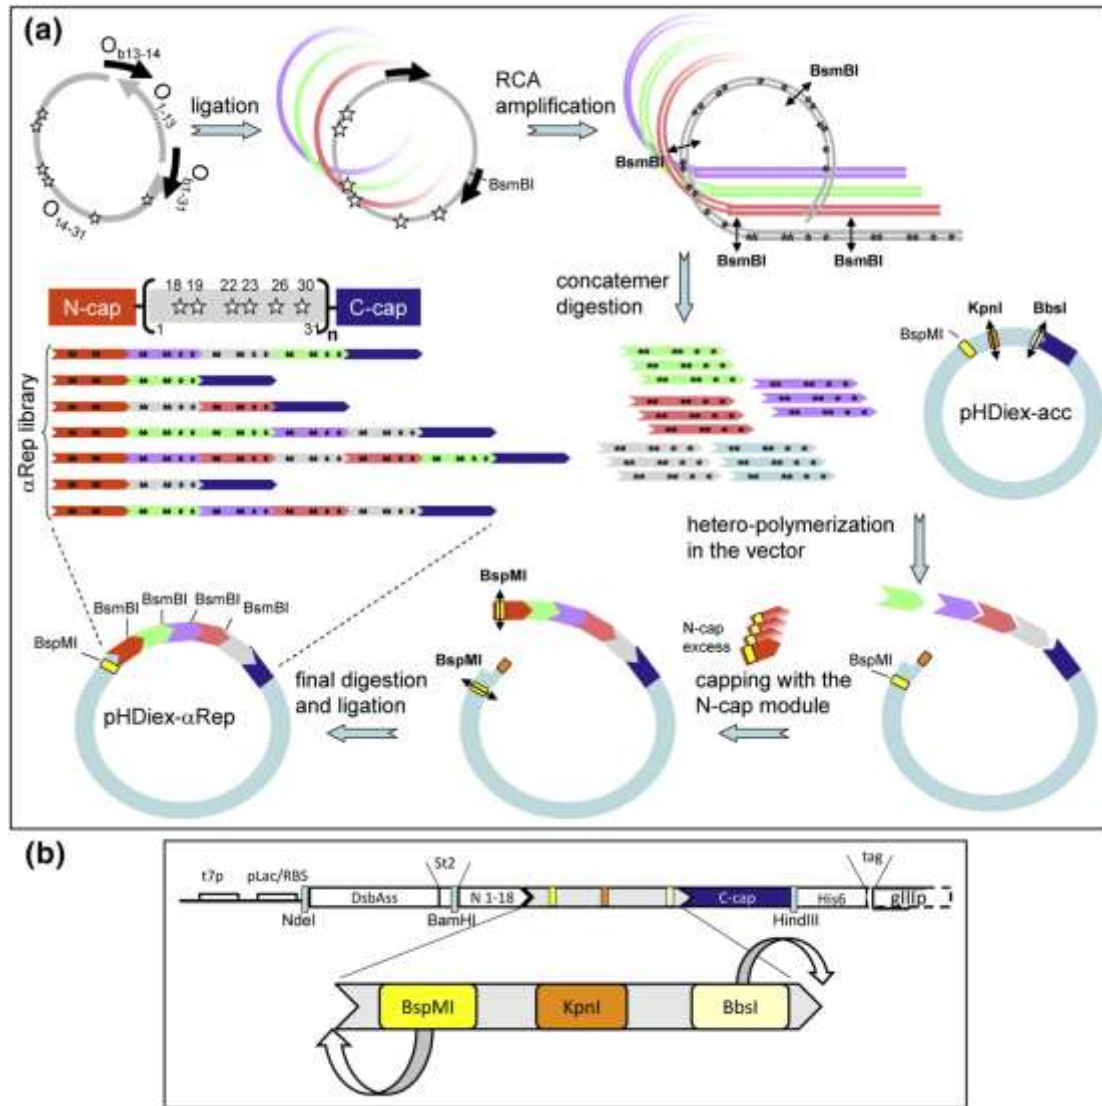 (a)
Ob13-14
O1-13
Ob1-31
O14-31
ligation
BsmBI
RCA
amplification
BsmBI
BsmBI
BsmBI
BsmBI
concatemer
digestion
N-cap
18 19 22 23 26 30
1
31
n
C-cap
αRep library
KpnI
BbsI
BspMI
pHDiex-acc
hetero-polymerization
in the vector
BspMI
N-cap
excess
capping with the
N-cap module
BspMI
BspMI
final digestion
and ligation
BsmBI
BsmBI
BsmBI
BsmBI
BspMI
pHDiex-αRep
(b)
t7p
pLac/RBS
St2
tag
DsbAss
N 1-18
C-cap
His6
gIIIp
NdeI
BamHI
HindIII
BspMI
KpnI
BbsI